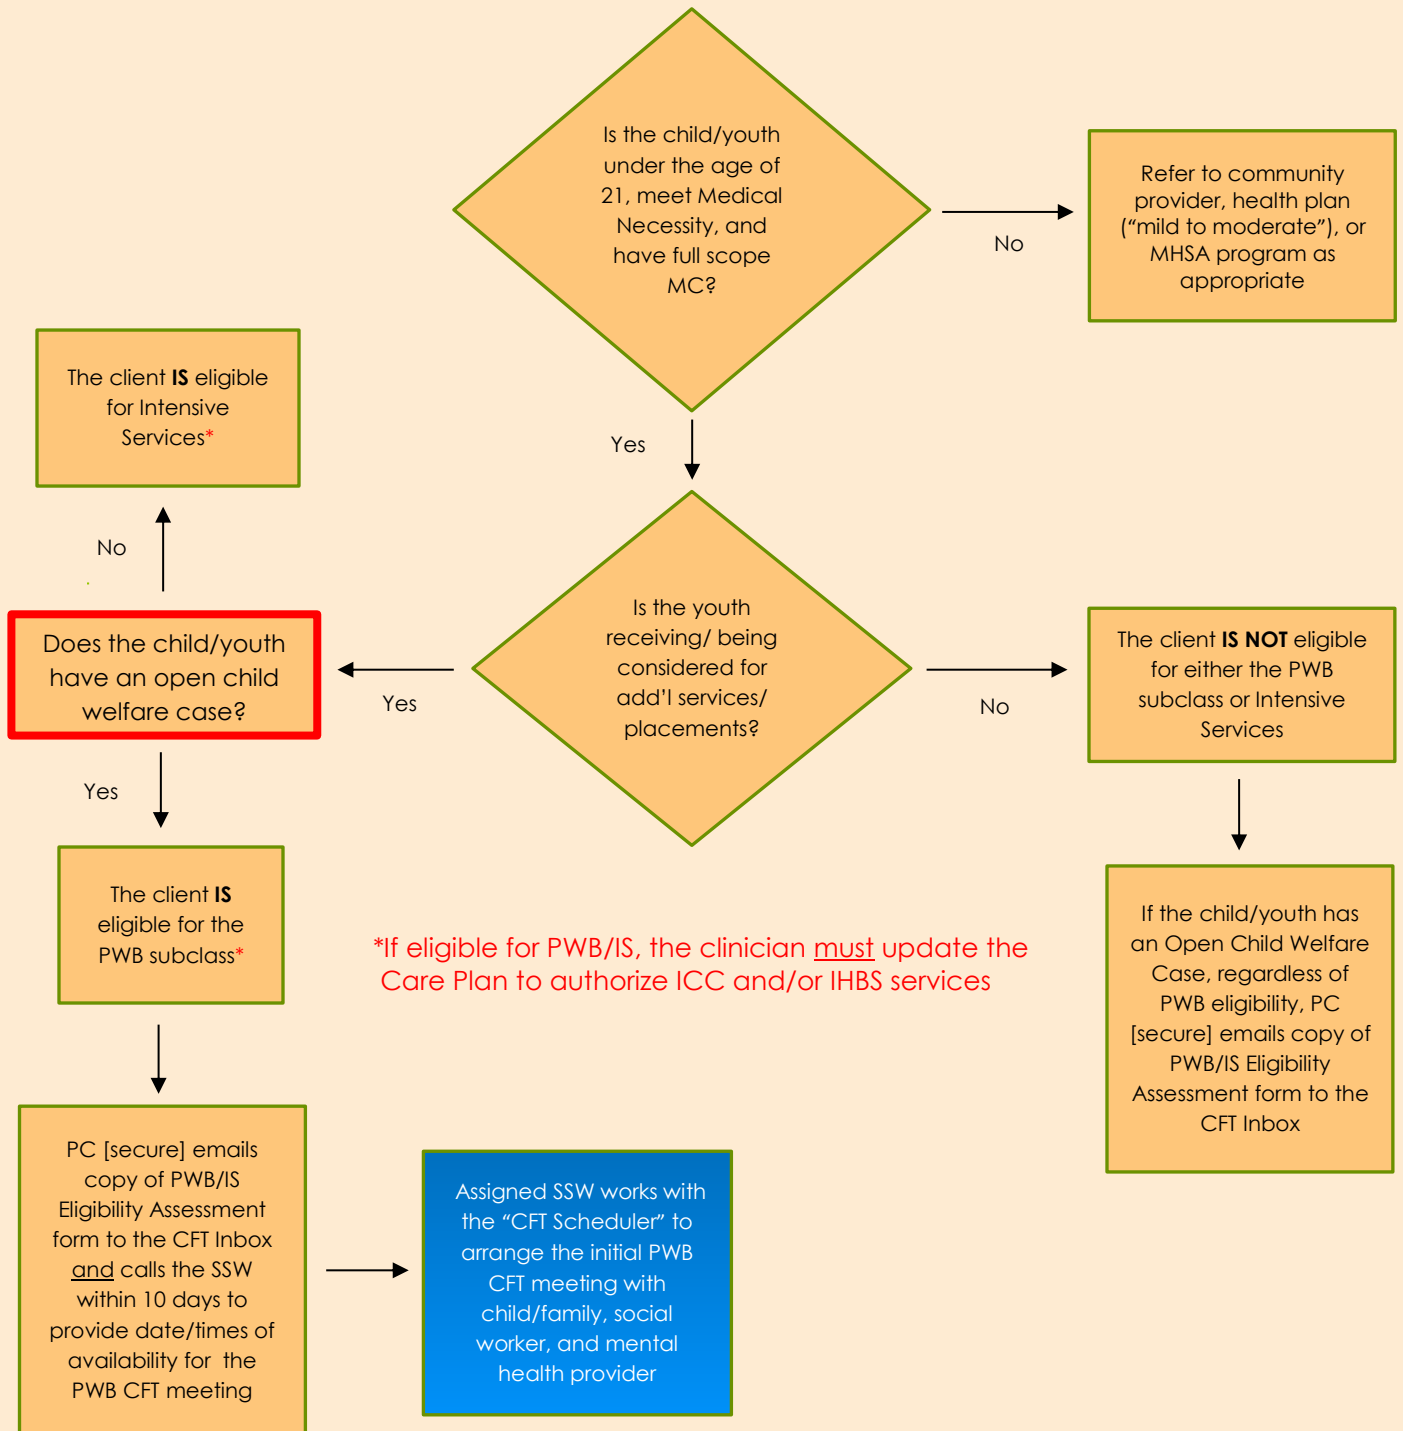 Is the child/youth
under the age of
21, meet Medical
Necessity, and
have full scope
MC?
No
Refer to community
provider, health plan
(“mild to moderate”), or
MHSA program as
appropriate
Yes
The client IS eligible
for Intensive
Services*
No
Does the child/youth
have an open child
welfare case?
Yes
Is the youth
receiving/ being
considered for
add’l services/
placements?
No
The client IS NOT eligible
for either the PWB
subclass or Intensive
Services
Yes
The client IS
eligible for the
PWB subclass*
*If eligible for PWB/IS, the clinician must update the
Care Plan to authorize ICC and/or IHBS services
If the child/youth has
an Open Child Welfare
Case, regardless of
PWB eligibility, PC
[secure] emails copy of
PWB/IS Eligibility
Assessment form to the
CFT Inbox
PC [secure] emails
copy of PWB/IS
Eligibility Assessment
form to the CFT Inbox
and calls the SSW
within 10 days to
provide date/times of
availability for the
PWB CFT meeting
Assigned SSW works with
the “CFT Scheduler” to
arrange the initial PWB
CFT meeting with
child/family, social
worker, and mental
health provider